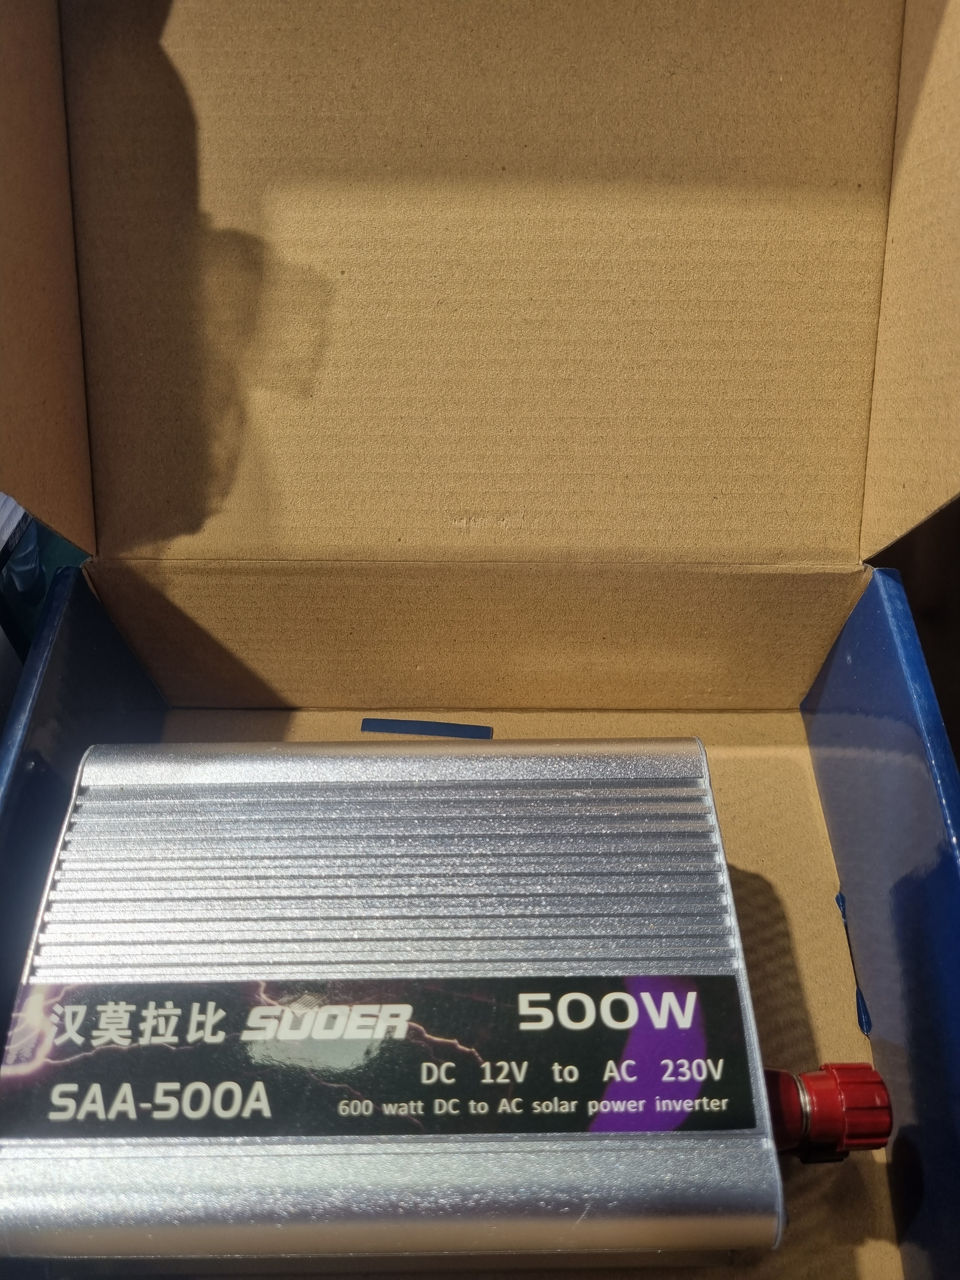 汉莫拉比 SUOER 500W
DC 12V to AC 230V
SAA-500A 600 watt DC to AC solar power inverter